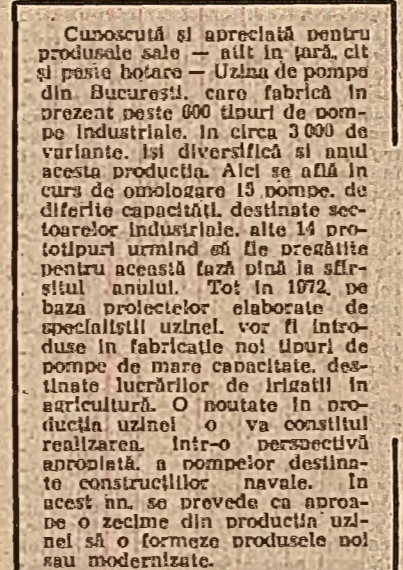 Cunoscută și apreciată pentru
produsele sale — atît în țară, cît
și peste hotare — Uzina de pompe
din București, care fabrică în
prezent peste 600 tipuri de pom-
pe industriale, în circa 3 000 de
variante, își diversifică și anul
acesta producția. Aici se află în
curs de omologare 15 pompe, de
diferite capacități, destinate sec-
toarelor industriale, alte 14 pro-
totipuri urmînd să fie pregătite
pentru această fază pînă la sfîr-
șitul anului. Tot în 1972, pe
baza proiectelor elaborate de
specialiștii uzinei, vor fi intro-
duse în fabricație noi tipuri de
pompe de mare capacitate, des-
tinate lucrărilor de irigații în
agricultură. O noutate în pro-
ducția uzinei o va constitui
realizarea, într-o perspectivă
apropiată, a pompelor destina-
te construcțiilor navale. În
acest an, se prevede ca aproa-
pe o zecime din producția uzi-
nei să o formeze produsele noi
sau modernizate.